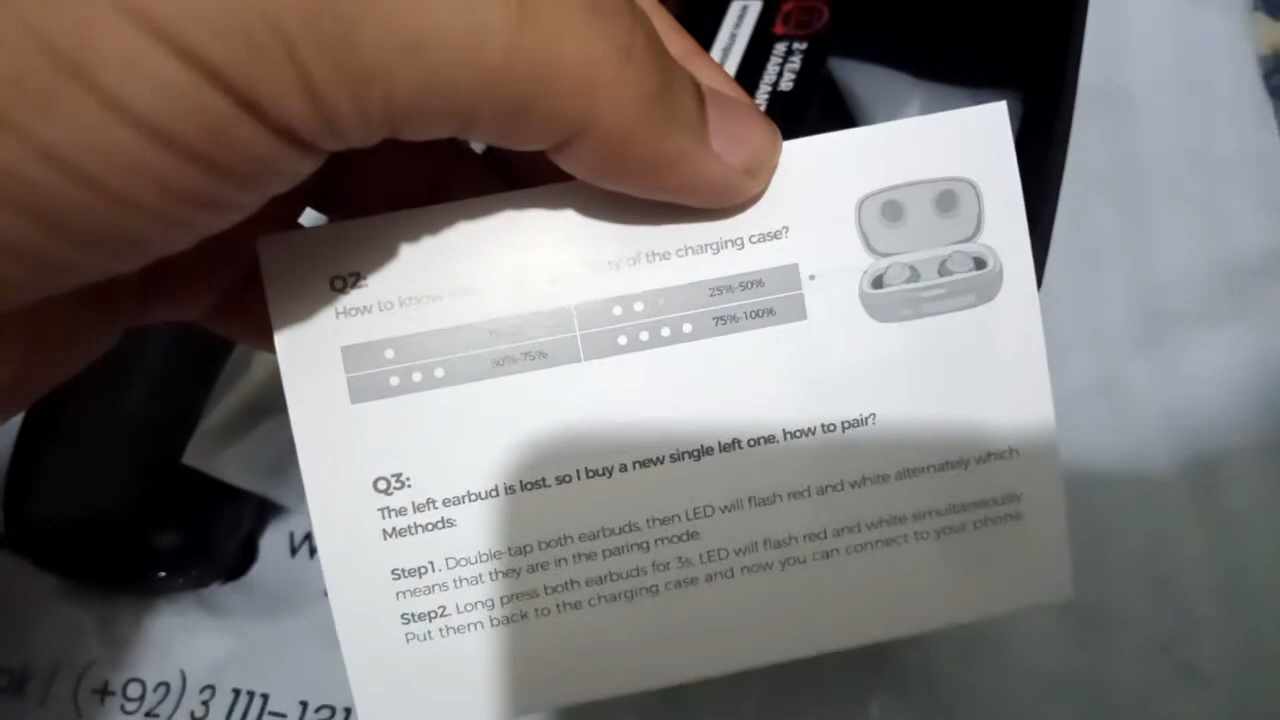 2-YEAR
WARRAN
Q2:
How to know of the charging case?
25%-50%
50%-75%
75%-100%
Q3:
The left earbud is lost, so I buy a new single left one, how to pair?
Methods:
Step1. Double-tap both earbuds, then LED will flash red and white alternately which
means that they are in the paring mode.
Step2. Long press both earbuds for 3s, LED will flash red and white simultaneously
Put them back to the charging case and now you can connect to your phone
(+92) 3 111-121